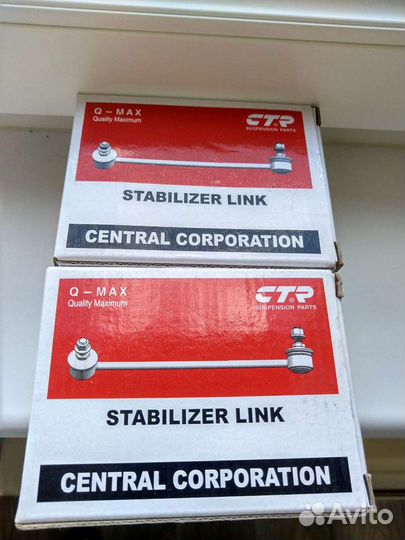 Q – MAX
Quality Maximum
CTR
SUSPENSION PARTS
STABILIZER LINK
CENTRAL CORPORATION
Q – MAX
Quality Maximum
CTR
SUSPENSION PARTS
STABILIZER LINK
CENTRAL CORPORATION
Avito